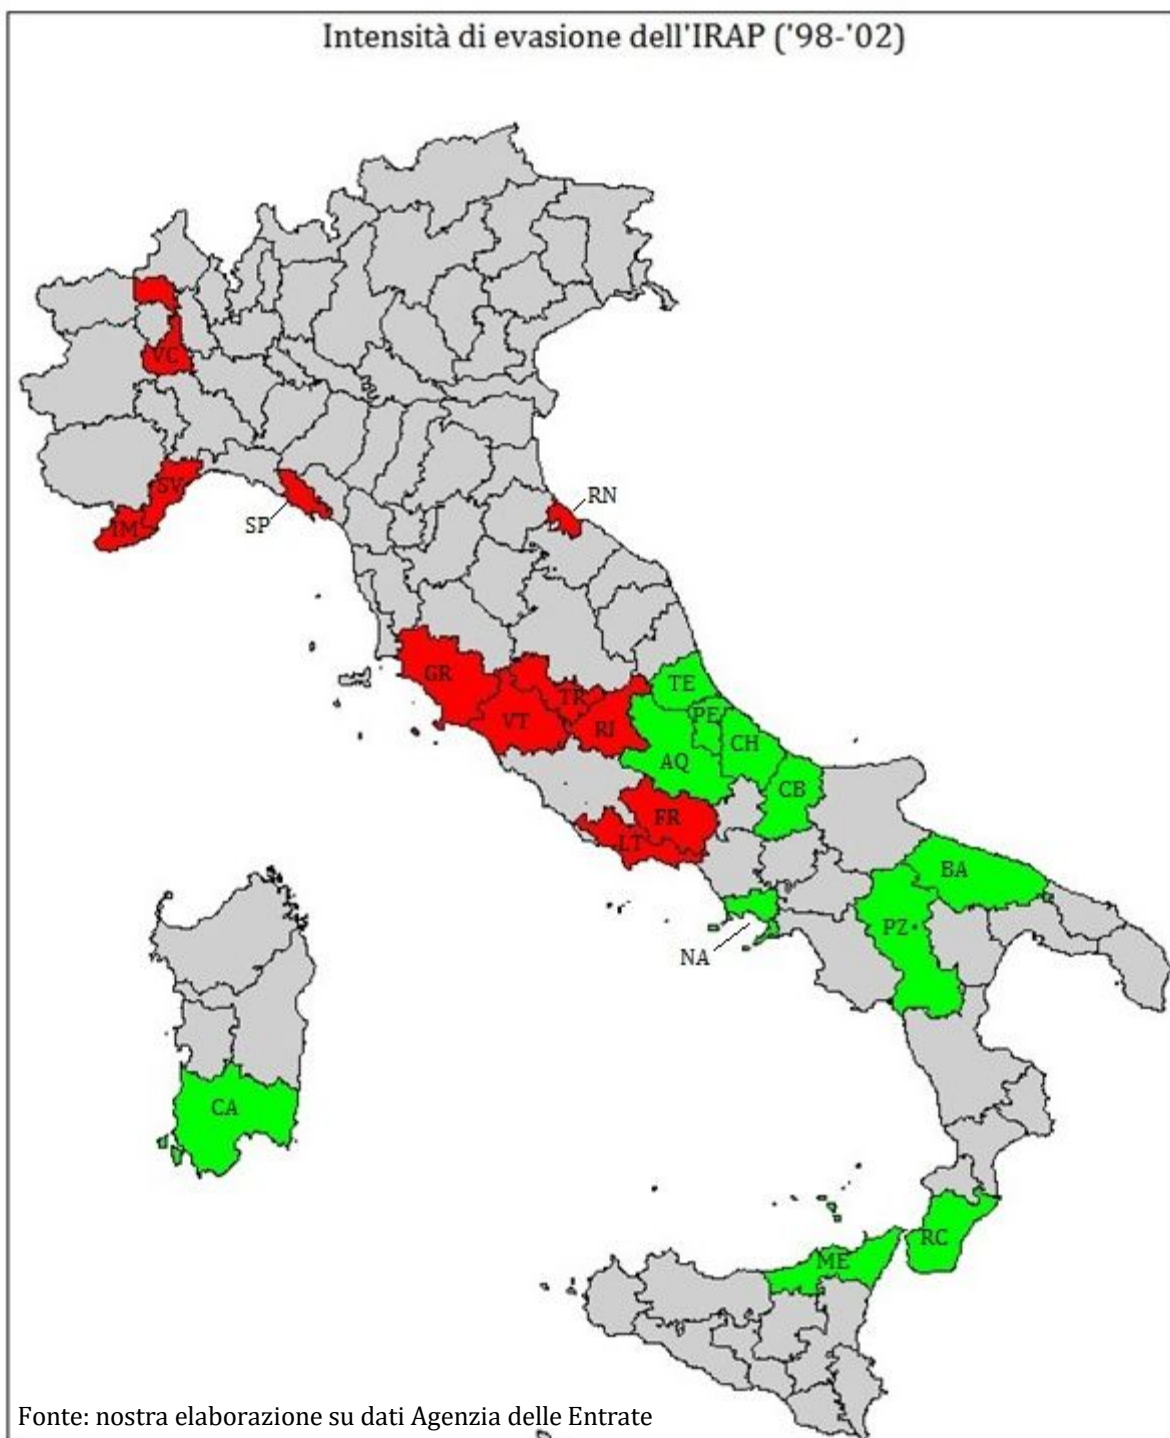 Intensità di evasione dell'IRAP ('98-'02)
VC
SV
RN
SP
IM
GR
TE
TR
PE
VT
RI
CH
AQ
CB
FR
LT
BA
PZ
NA
CA
RC
ME
Fonte: nostra elaborazione su dati Agenzia delle Entrate